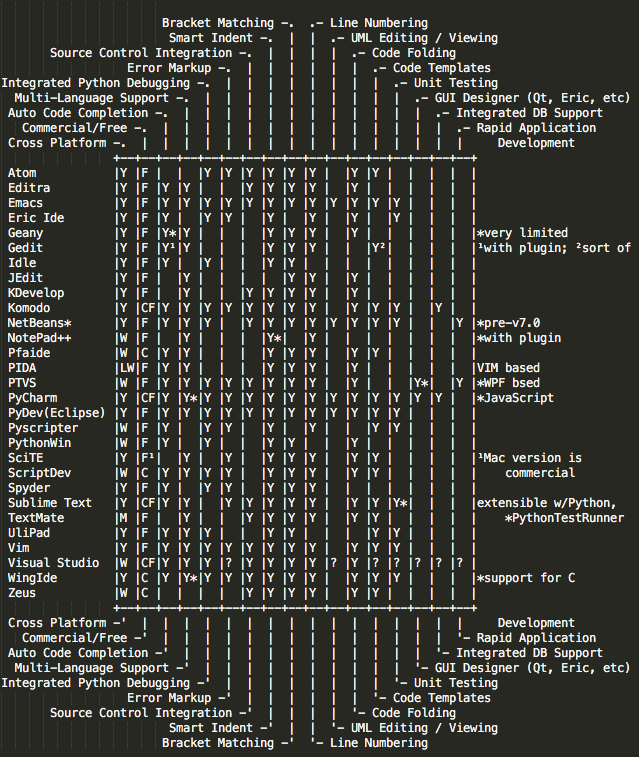 Bracket Matching -.  .- Line Numbering
Smart Indent -.  |  |  .- UML Editing / Viewing
Source Control Integration -.  |  |  |  |  .- Code Folding
Error Markup -.  |  |  |  |  |  |  .- Code Templates
Integrated Python Debugging -.  |  |  |  |  |  |  |  |  .- Unit Testing
Multi-Language Support -.  |  |  |  |  |  |  |  |  |  |  .- GUI Designer (Qt, Eric, etc)
Auto Code Completion -.  |  |  |  |  |  |  |  |  |  |  |  |  .- Integrated DB Support
Commercial/Free -.  |  |  |  |  |  |  |  |  |  |  |  |  |  |  .- Rapid Application
Cross Platform -.  |  |  |  |  |  |  |  |  |  |  |  |  |  |  |  |     Development
+--+--+--+--+--+--+--+--+--+--+--+--+--+--+--+--+--+
Atom |Y |F |  |  |Y |Y |Y |Y |Y |Y |  |Y |Y |  |  |  |  |
Editra |Y |F |Y |Y |  |  |Y |Y |Y |Y |  |Y |  |  |  |  |  |
Emacs |Y |F |Y |Y |Y |Y |Y |Y |Y |Y |Y |Y |Y |Y |  |  |  |
Eric Ide |Y |F |Y |  |Y |Y |  |Y |Y |Y |  |Y |  |Y |  |  |  |
Geany |Y |F |Y*|Y |  |  |  |Y |Y |Y |  |Y |  |  |  |  |  |*very limited
Gedit |Y |F |Y¹|Y |  |  |Y |Y |Y |Y |  |  |Y²|  |  |  |  |¹with plugin; ²sort of
Idle |Y |F |Y |  |Y |  |  |Y |Y |  |  |  |  |  |  |  |  |
JEdit |Y |F |  |Y |  |  |  |  |Y |Y |  |Y |  |  |  |  |  |
KDevelop |Y |F |  |Y |  |  |Y |Y |Y |Y |  |Y |  |  |  |  |  |
Komodo |Y |CF|Y |Y |Y |Y |Y |Y |Y |Y |  |Y |Y |Y |  |Y |  |
NetBeans* |Y |F |Y |Y |Y |  |Y |Y |Y |Y |Y |Y |Y |Y |  |  |Y |*pre-v7.0
NotePad++ |W |F |  |Y |  |  |  |Y*|  |Y |  |Y |  |  |  |  |  |*with plugin
Pfaide |W |C |Y |Y |  |  |Y |Y |Y |Y |  |Y |Y |  |  |  |  |
PIDA |LW|F |Y |Y |  |  |Y |Y |Y |Y |  |Y |  |  |  |  |  |VIM based
PTVS |W |F |Y |Y |Y |Y |Y |Y |Y |Y |  |Y |  |  |Y*|  |Y |*WPF bsed
PyCharm |Y |CF|Y |Y*|Y |Y |Y |Y |Y |Y |Y |Y |Y |Y |Y |Y |  |*JavaScript
PyDev(Eclipse) |Y |F |Y |Y |Y |Y |Y |Y |Y |Y |Y |Y |Y |Y |  |  |  |
Pyscripter |W |F |Y |  |Y |Y |  |Y |Y |Y |  |Y |Y |Y |  |  |  |
PythonWin |W |F |Y |  |Y |  |  |Y |Y |  |  |Y |  |  |  |  |  |
SciTE |Y |F¹|  |Y |  |Y |  |Y |Y |Y |  |Y |Y |  |  |  |  |¹Mac version is
ScriptDev |W |C |Y |Y |Y |Y |  |Y |Y |Y |  |Y |Y |  |  |  |  |    commercial
Spyder |Y |F |Y |  |Y |Y |  |Y |Y |Y |  |  |  |  |  |  |  |
Sublime Text |Y |CF|Y |Y |  |Y |Y |Y |Y |Y |  |Y |Y |Y*|  |  |  |extensible w/Python,
TextMate |M |F |  |Y |  |  |Y |Y |Y |Y |  |Y |Y |  |  |  |  |    *PythonTestRunner
UliPad |Y |F |Y |Y |Y |  |  |Y |Y |Y |  |  |Y |Y |  |  |  |
Vim |Y |F |Y |Y |Y |Y |Y |Y |Y |Y |  |Y |Y |Y |  |  |  |
Visual Studio |W |CF|Y |Y |Y |? |Y |Y |Y |Y |? |Y |? |? |? |? |? |
WingIde |Y |C |Y |Y*|Y |Y |Y |Y |Y |Y |  |Y |Y |Y |  |  |  |*support for C
Zeus |W |C |  |  |  |  |Y |Y |Y |Y |  |Y |Y |  |  |  |  |
+--+--+--+--+--+--+--+--+--+--+--+--+--+--+--+--+--+
Cross Platform -'  |  |  |  |  |  |  |  |  |  |  |  |  |  |  |  |     Development
Commercial/Free -'  |  |  |  |  |  |  |  |  |  |  |  |  |  |  '- Rapid Application
Auto Code Completion -'  |  |  |  |  |  |  |  |  |  |  |  |  '- Integrated DB Support
Multi-Language Support -'  |  |  |  |  |  |  |  |  |  |  '- GUI Designer (Qt, Eric, etc)
Integrated Python Debugging -'  |  |  |  |  |  |  |  |  '- Unit Testing
Error Markup -'  |  |  |  |  |  |  '- Code Templates
Source Control Integration -'  |  |  |  |  '- Code Folding
Smart Indent -'  |  |  '- UML Editing / Viewing
Bracket Matching -'  '- Line Numbering